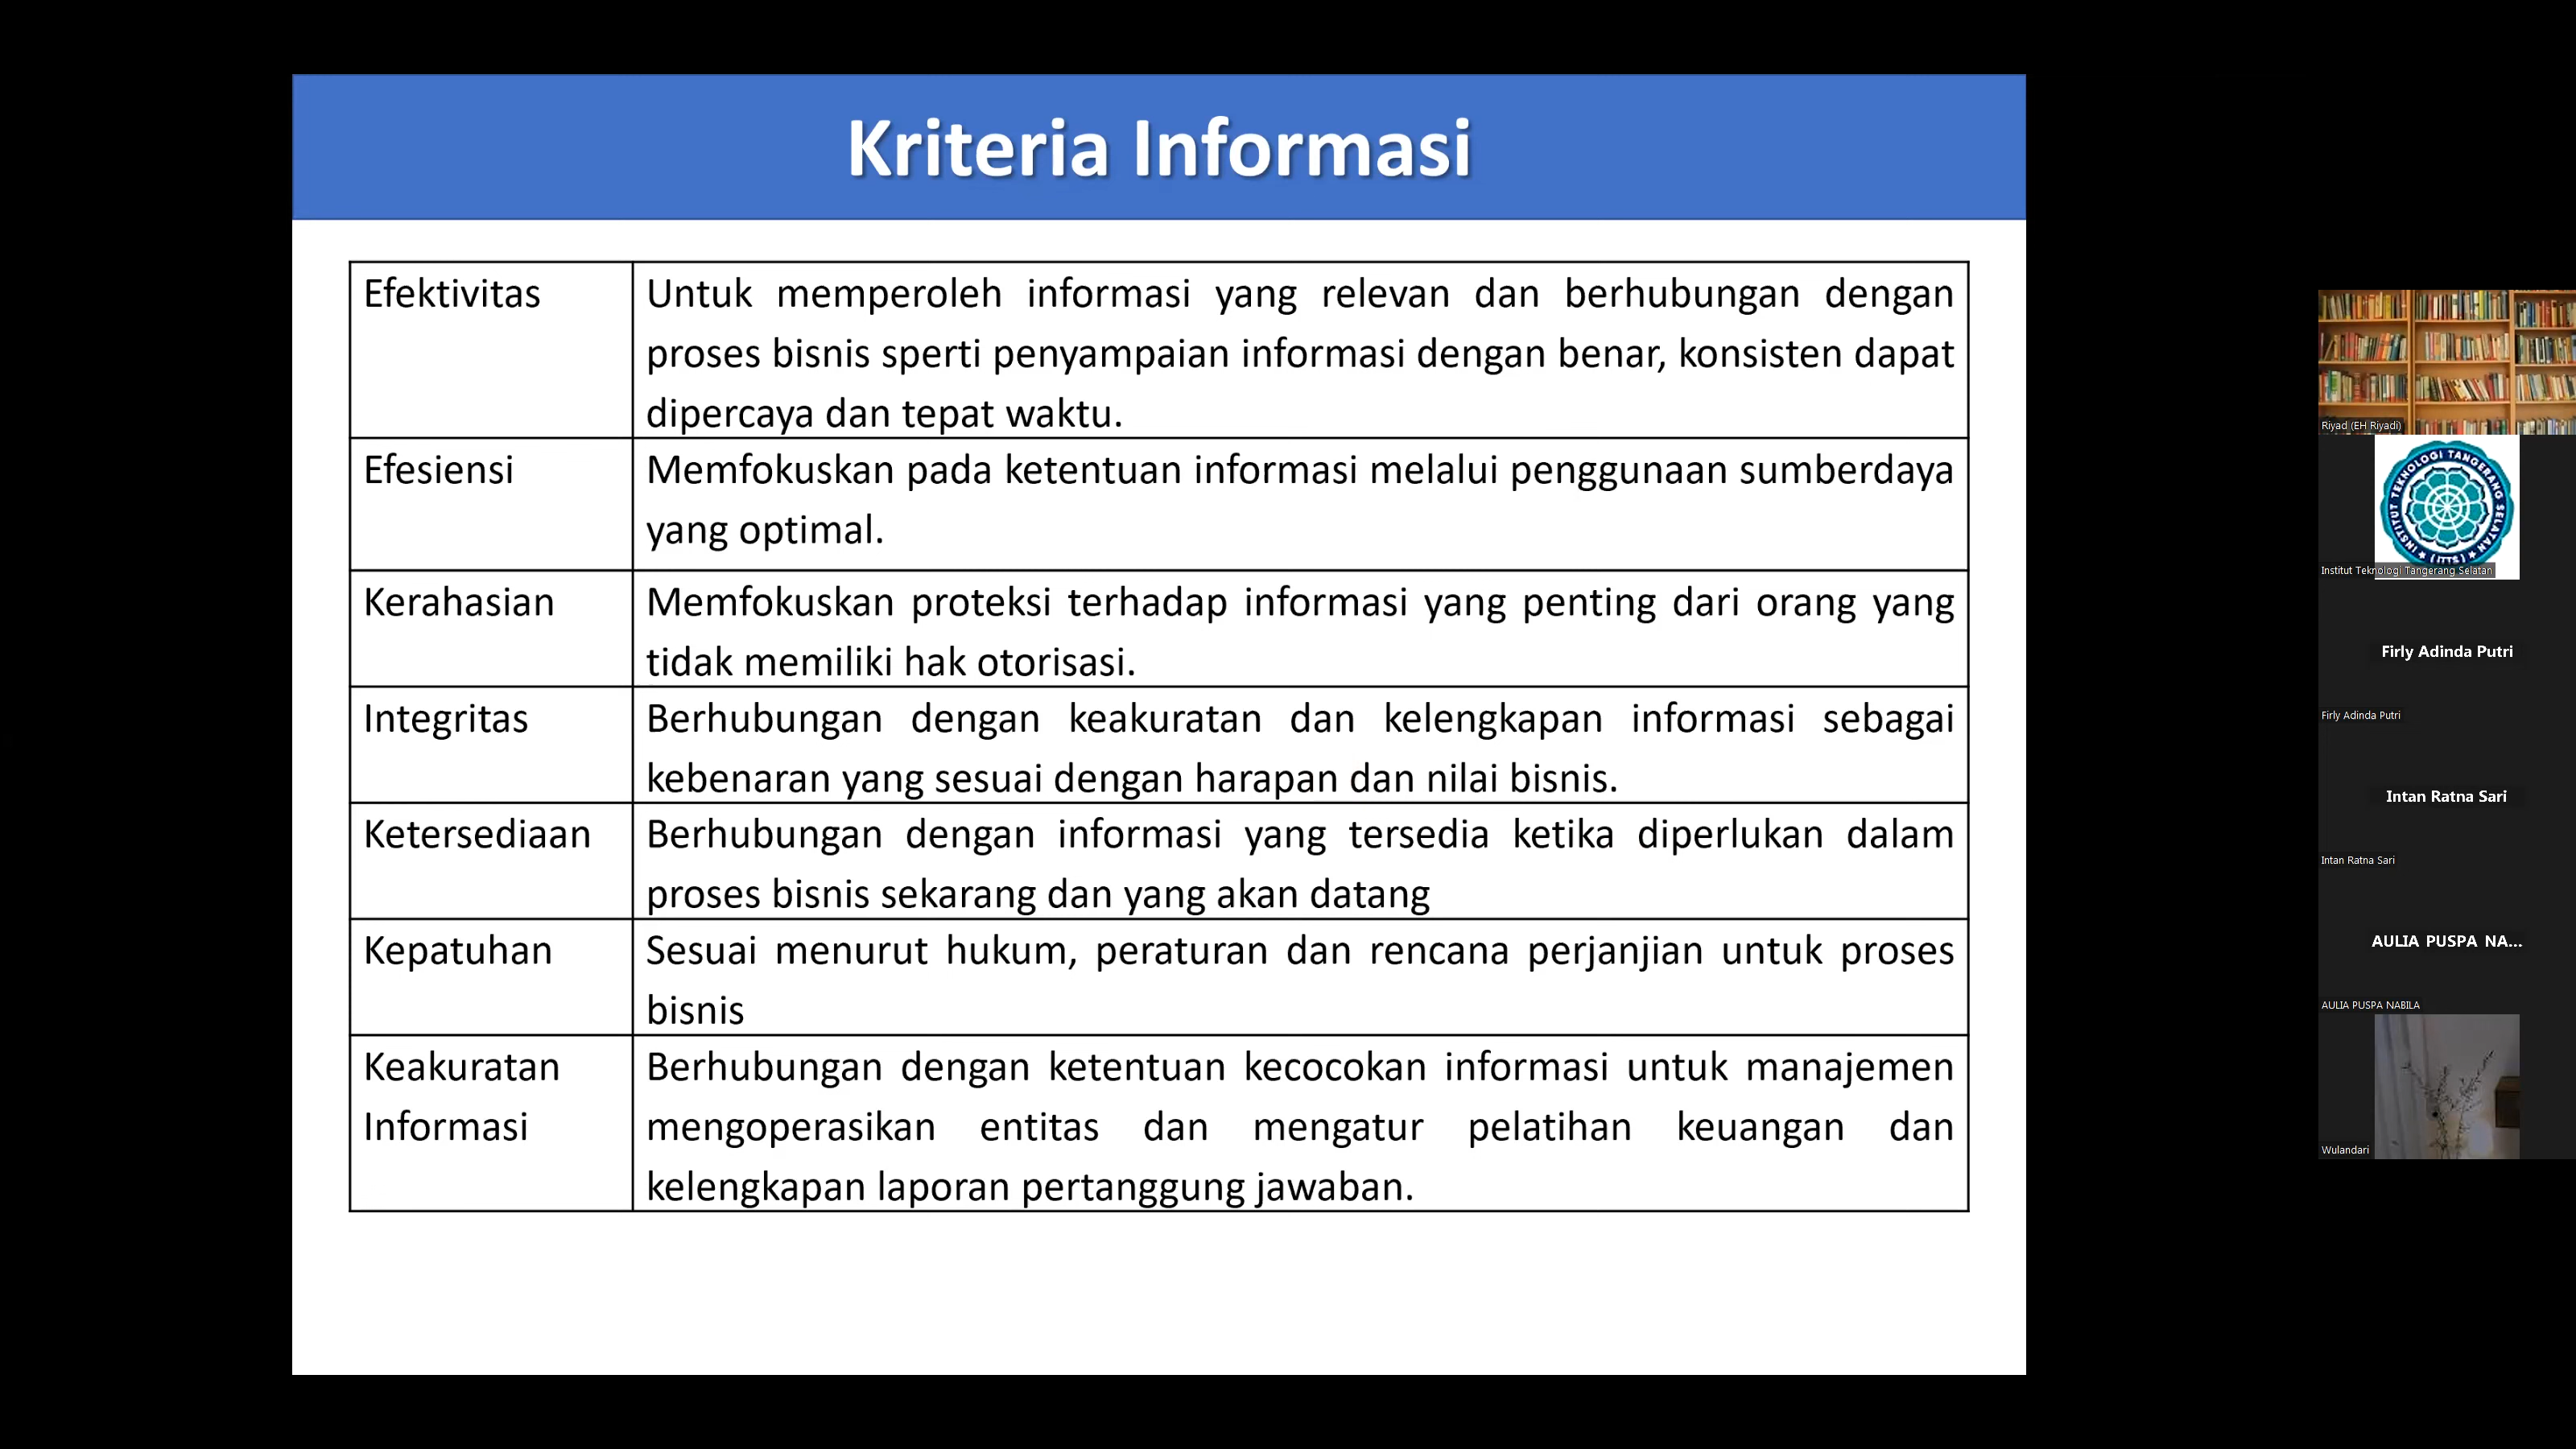 Kriteria Informasi
Efektivitas
Untuk memperoleh informasi yang relevan dan berhubungan dengan
proses bisnis sperti penyampaian informasi dengan benar, konsisten dapat
dipercaya dan tepat waktu.
Efesiensi
Memfokuskan pada ketentuan informasi melalui penggunaan sumberdaya
yang optimal.
Kerahasian
Memfokuskan proteksi terhadap informasi yang penting dari orang yang
tidak memiliki hak otorisasi.
Integritas
Berhubungan dengan keakuratan dan kelengkapan informasi sebagai
kebenaran yang sesuai dengan harapan dan nilai bisnis.
Ketersediaan
Berhubungan dengan informasi yang tersedia ketika diperlukan dalam
proses bisnis sekarang dan yang akan datang
Kepatuhan
Sesuai menurut hukum, peraturan dan rencana perjanjian untuk proses
bisnis
Keakuratan
Informasi
Berhubungan dengan ketentuan kecocokan informasi untuk manajemen
mengoperasikan entitas dan mengatur pelatihan keuangan dan
kelengkapan laporan pertanggung jawaban.
Riyad (EH Riyadi)
INSTITUT TEKNOLOGI TANGERANG SELATAN
(ITTS)
Institut Teknologi Tangerang Selatan
Firly Adinda Putri
Firly Adinda Putri
Intan Ratna Sari
Intan Ratna Sari
AULIA PUSPA NA...
AULIA PUSPA NABILA
Wulandari